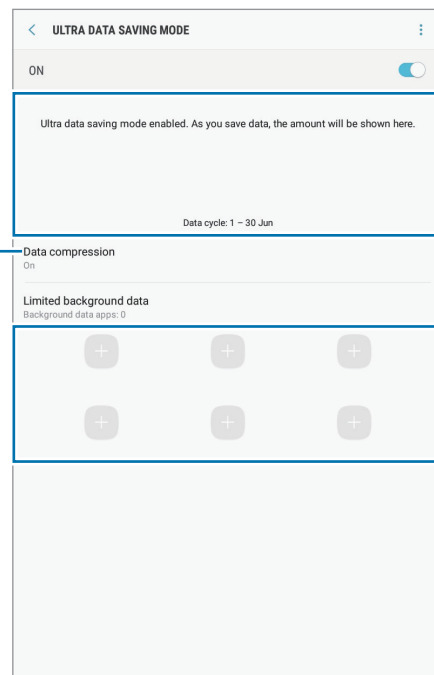 ULTRA DATA SAVING MODE
ON
Ultra data saving mode enabled. As you save data, the amount will be shown here.
Data cycle: 1 – 30 Jun
Data compression
On
Limited background data
Background data apps: 0